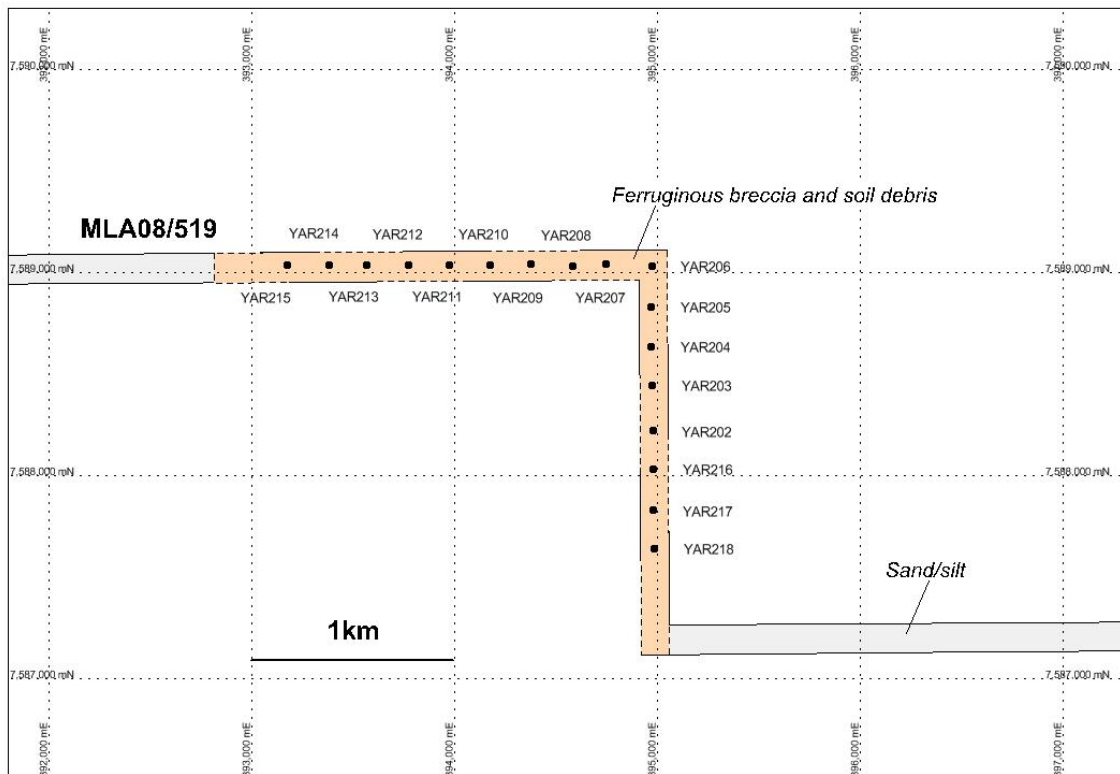 392,000 mE
393,000 mE
394,000 mE
395,000 mE
396,000 mE
397,000 mE
7,590,000 mN
7,590,000 mN
Ferruginous breccia and soil debris
MLA08/519
YAR214
YAR212
YAR210
YAR208
7,589,000 mN
YAR206
7,589,000 mN
YAR215
YAR213
YAR211
YAR209
YAR207
YAR205
YAR204
YAR203
YAR202
7,588,000 mN
YAR216
7,588,000 mN
YAR217
YAR218
Sand/silt
1km
7,587,000 mN
7,587,000 mN
392,000 mE
393,000 mE
394,000 mE
395,000 mE
396,000 mE
397,000 mE